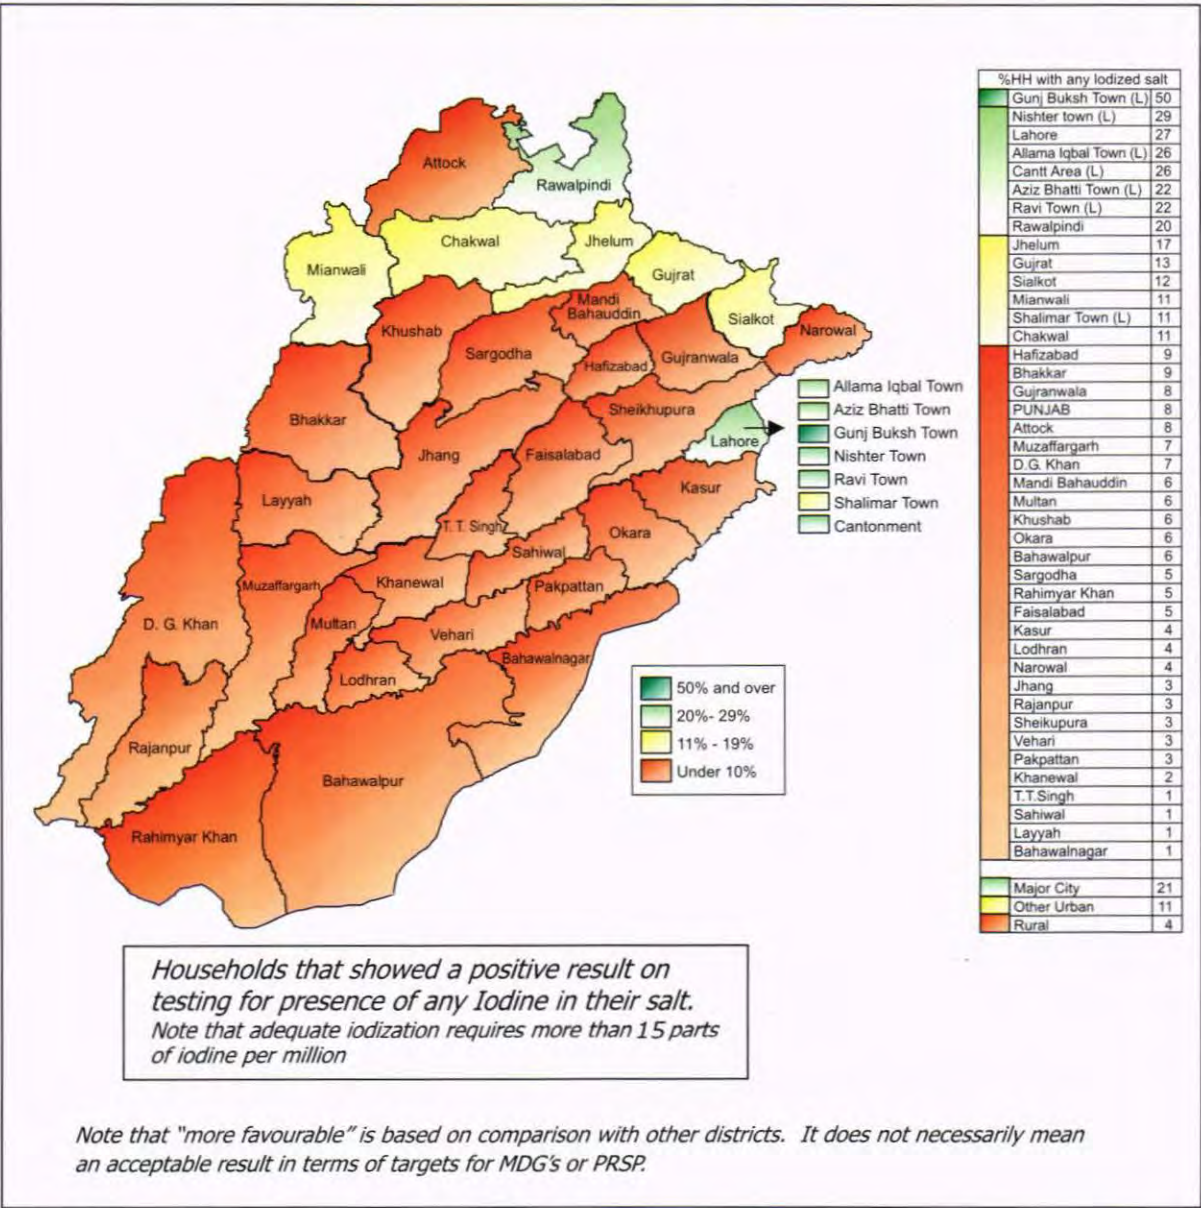 %HH with any Iodized salt
Gunj Buksh Town (L) 50
Nishter town (L) 29
Lahore 27
Allama Iqbal Town (L) 26
Cantt Area (L) 26
Aziz Bhatti Town (L) 22
Ravi Town (L) 22
Rawalpindi 20
Jhelum 17
Gujrat 13
Sialkot 12
Mianwali 11
Shalimar Town (L) 11
Chakwal 11
Hafizabad 9
Bhakkar 9
Gujranwala 8
PUNJAB 8
Attock 8
Muzaffargarh 7
D.G. Khan 7
Mandi Bahauddin 6
Multan 6
Khushab 6
Okara 6
Bahawalpur 6
Sargodha 5
Rahimyar Khan 5
Faisalabad 5
Kasur 4
Lodhran 4
Narowal 4
Jhang 3
Rajanpur 3
Sheikupura 3
Vehari 3
Pakpattan 3
Khanewal 2
T.T.Singh 1
Sahiwal 1
Layyah 1
Bahawalnagar 1
Major City 21
Other Urban 11
Rural 4
Attock
Rawalpindi
Chakwal
Jhelum
Mianwali
Gujrat
Mandi
Bahauddin
Khushab
Sialkot
Narowal
Sargodha
Hafizabad
Gujranwala
Bhakkar
Sheikhupura
Lahore
Jhang
Faisalabad
Kasur
Layyah
T. T. Singh
Okara
Sahiwal
Muzaffargarh
Khanewal
Pakpattan
D. G. Khan
Multan
Vehari
Bahawalnagar
Lodhran
Rajanpur
Bahawalpur
Rahimyar Khan
Allama Iqbal Town
Aziz Bhatti Town
Gunj Buksh Town
Nishter Town
Ravi Town
Shalimar Town
Cantonment
50% and over
20%- 29%
11% - 19%
Under 10%
Households that showed a positive result on
testing for presence of any Iodine in their salt.
Note that adequate iodization requires more than 15 parts
of iodine per million
Note that "more favourable" is based on comparison with other districts. It does not necessarily mean
an acceptable result in terms of targets for MDG's or PRSP.